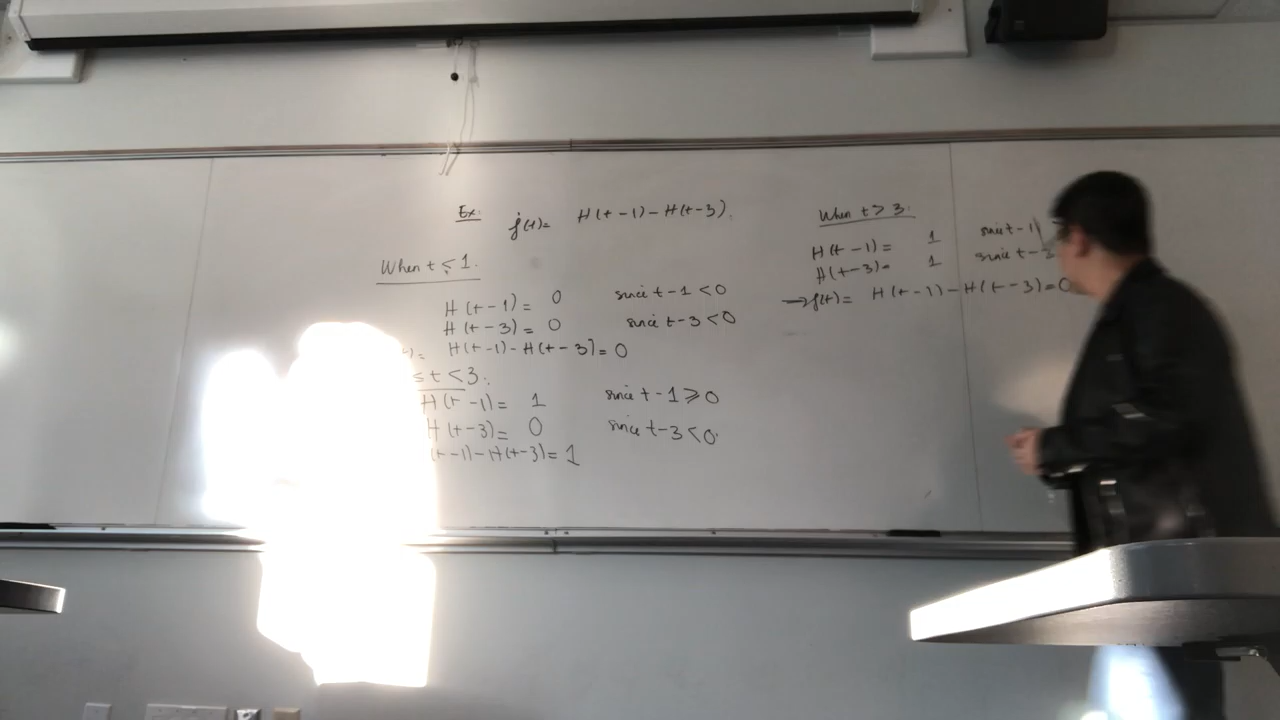 Ex: f(t)= H(t-1)-H(t-3).
When t ≤ 1.
H(t-1)= 0 since t-1<0
H(t-3)= 0 since t-3<0
H(t-1)-H(t-3)=0
≤ t <3.
H(t-1)= 1 since t-1≥0
H(t-3)= 0 since t-3<0.
(t-1)-H(t-3)=1
When t>3.
H(t-1)= 1 since t-1
H(t-3)= 1 since t-3
→f(t)= H(t-1)-H(t-3)=0